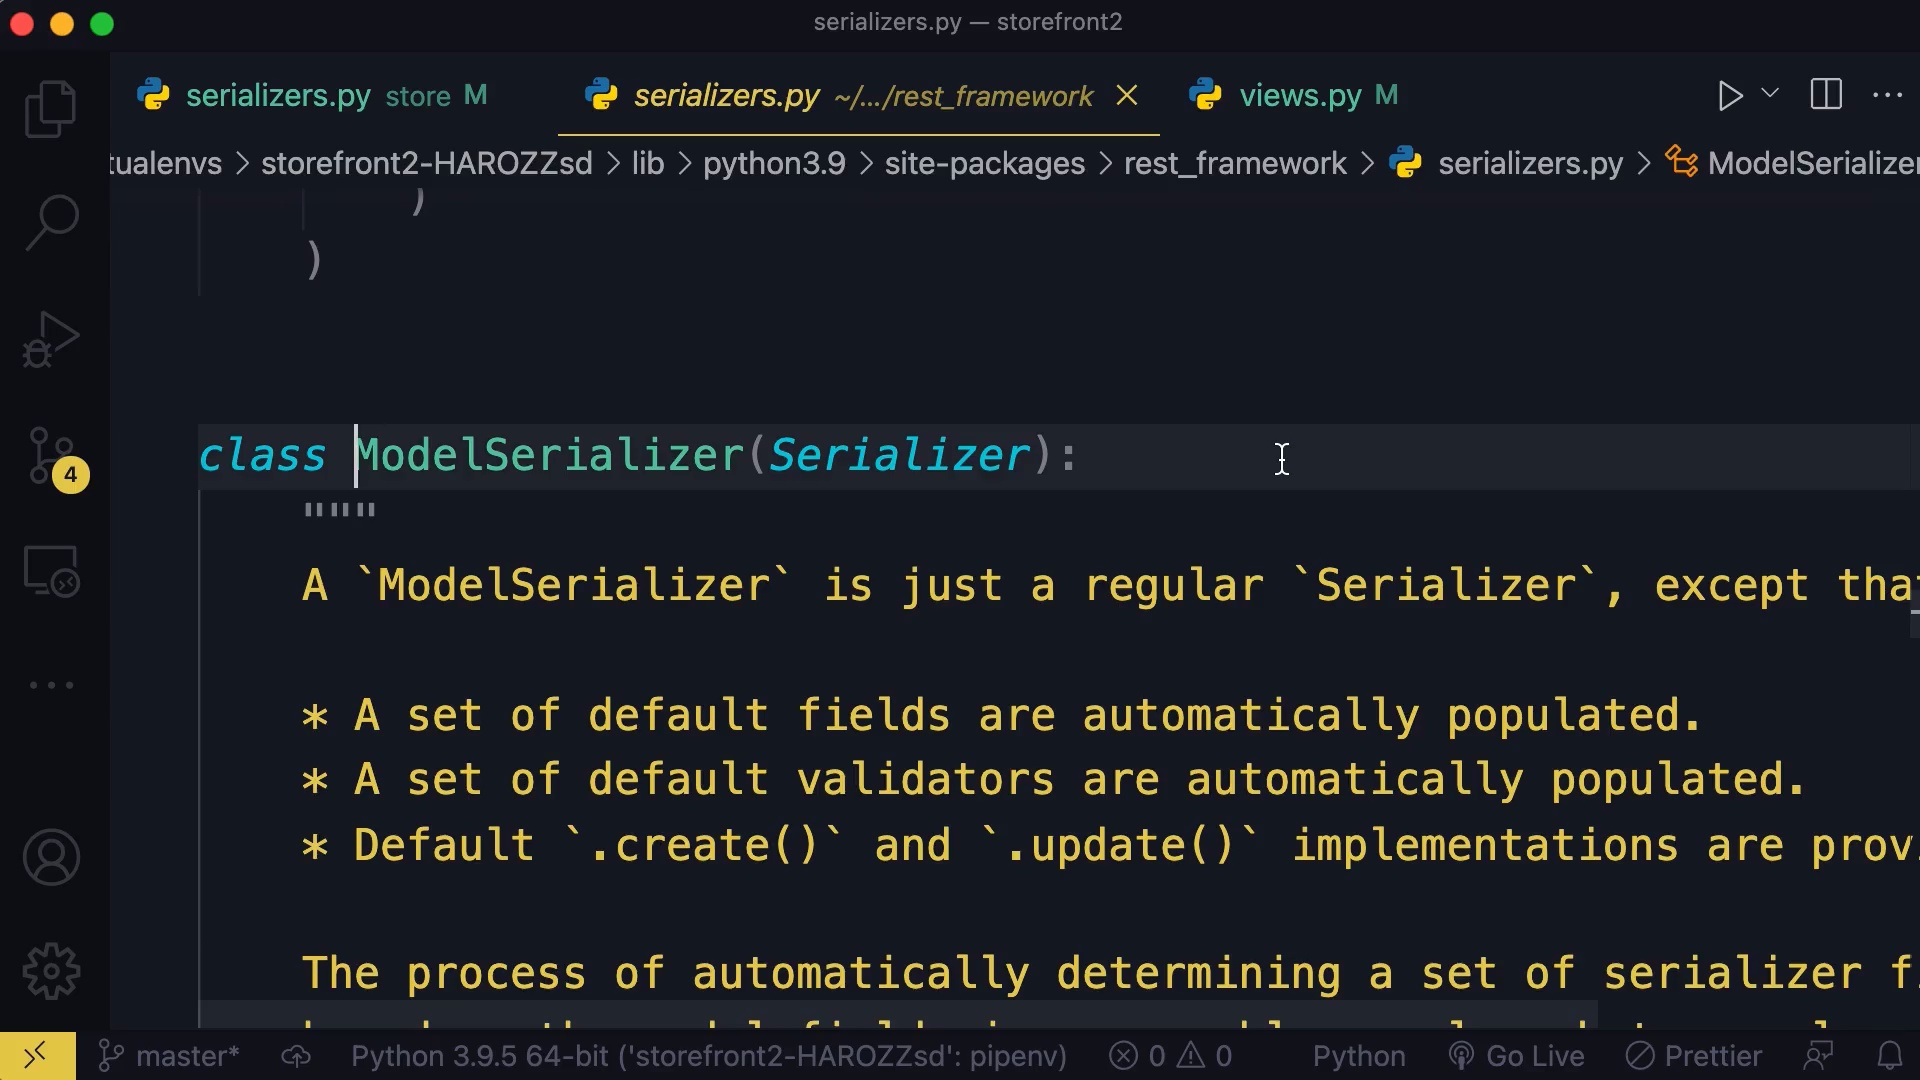 serializers.py — storefront2
serializers.py store M
serializers.py ~/.../rest_framework
views.py M
tualenvs > storefront2-HAROZZsd > lib > python3.9 > site-packages > rest_framework > serializers.py > ModelSerializer
)
)
class ModelSerializer(Serializer):
"""
A `ModelSerializer` is just a regular `Serializer`, except tha
* A set of default fields are automatically populated.
* A set of default validators are automatically populated.
* Default `.create()` and `.update()` implementations are prov
The process of automatically determining a set of serializer f
4
master* Python 3.9.5 64-bit ('storefront2-HAROZZsd': pipenv) 0 0 Python Go Live Prettier